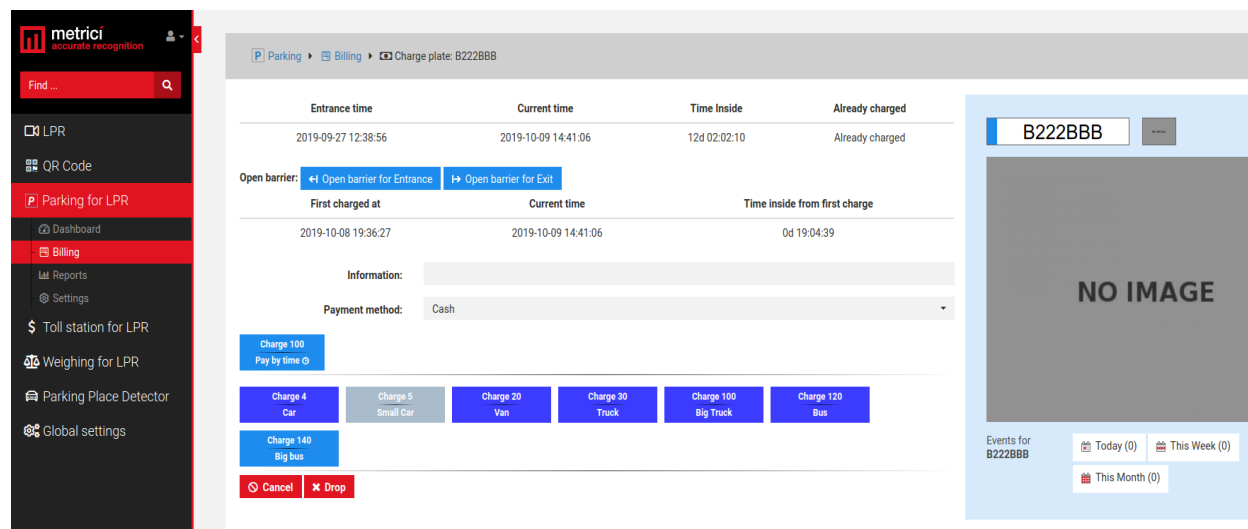 metrici
accurate recognition
Find ...
LPR
QR Code
P Parking for LPR
Dashboard
Billing
Reports
Settings
$ Toll station for LPR
Weighing for LPR
Parking Place Detector
Global settings
P Parking Billing Charge plate: B222BBB
Entrance time Current time Time Inside Already charged
2019-09-27 12:38:56 2019-10-09 14:41:06 12d 02:02:10 Already charged
Open barrier: Open barrier for Entrance Open barrier for Exit
First charged at Current time Time inside from first charge
2019-10-08 19:36:27 2019-10-09 14:41:06 0d 19:04:39
Information:
Payment method: Cash
Charge 100
Pay by time
Charge 4 Charge 5 Charge 20 Charge 30 Charge 100 Charge 120
Car Small Car Van Truck Big Truck Bus
Charge 140
Big bus
Cancel Drop
B222BBB
NO IMAGE
Events for
B222BBB
Today (0) This Week (0)
This Month (0)